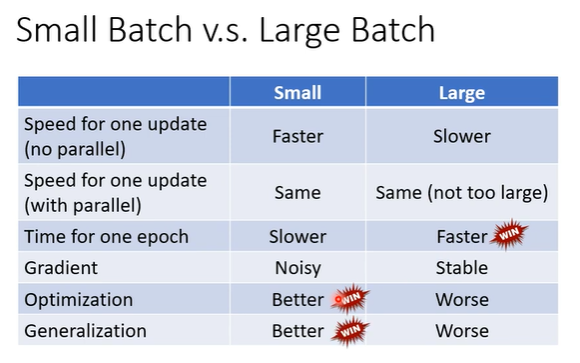 Small Batch v.s. Large Batch
Small Large
Speed for one update
(no parallel) Faster Slower
Speed for one update
(with parallel) Same Same (not too large)
Time for one epoch Slower Faster WIN
Gradient Noisy Stable
Optimization Better WIN Worse
Generalization Better WIN Worse